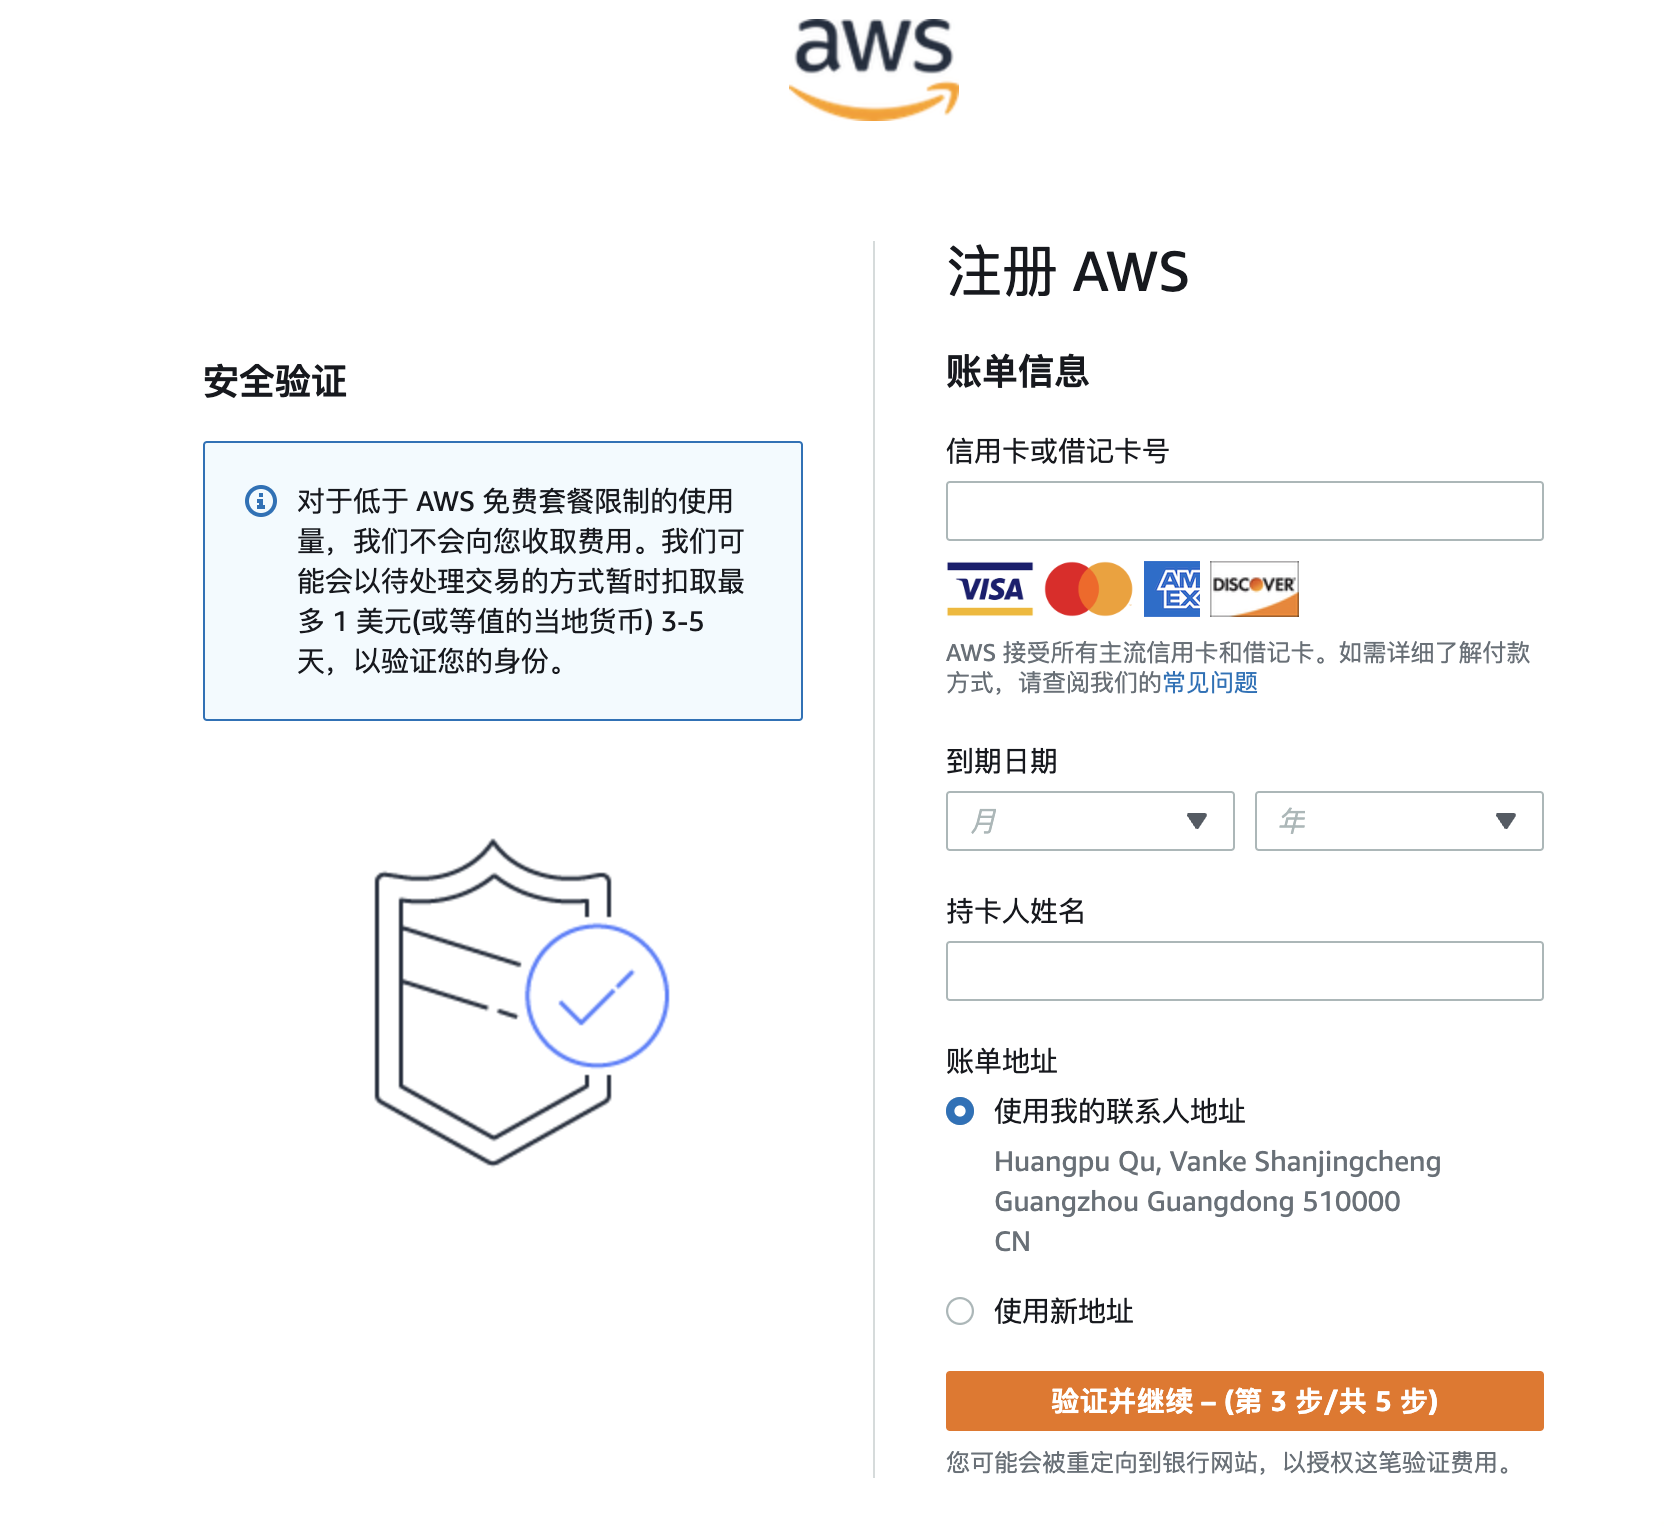 aws
安全验证
对于低于 AWS 免费套餐限制的使用
量，我们不会向您收取费用。我们可
能会以待处理交易的方式暂时扣取最
多 1 美元(或等值的当地货币) 3-5
天，以验证您的身份。
注册 AWS
账单信息
信用卡或借记卡号
VISA
AM
EX
DISCOVER
AWS 接受所有主流信用卡和借记卡。如需详细了解付款
方式，请查阅我们的常见问题
到期日期
月
年
持卡人姓名
账单地址
使用我的联系人地址
Huangpu Qu, Vanke Shanjingcheng
Guangzhou Guangdong 510000
CN
使用新地址
验证并继续 – (第 3 步/共 5 步)
您可能会被重定向到银行网站，以授权这笔验证费用。